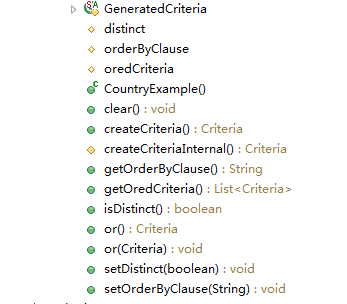 GeneratedCriteria
distinct
orderByClause
oredCriteria
CountryExample()
clear() : void
createCriteria() : Criteria
createCriteriaInternal() : Criteria
getOrderByClause() : String
getOredCriteria() : List<Criteria>
isDistinct() : boolean
or() : Criteria
or(Criteria) : void
setDistinct(boolean) : void
setOrderByClause(String) : void